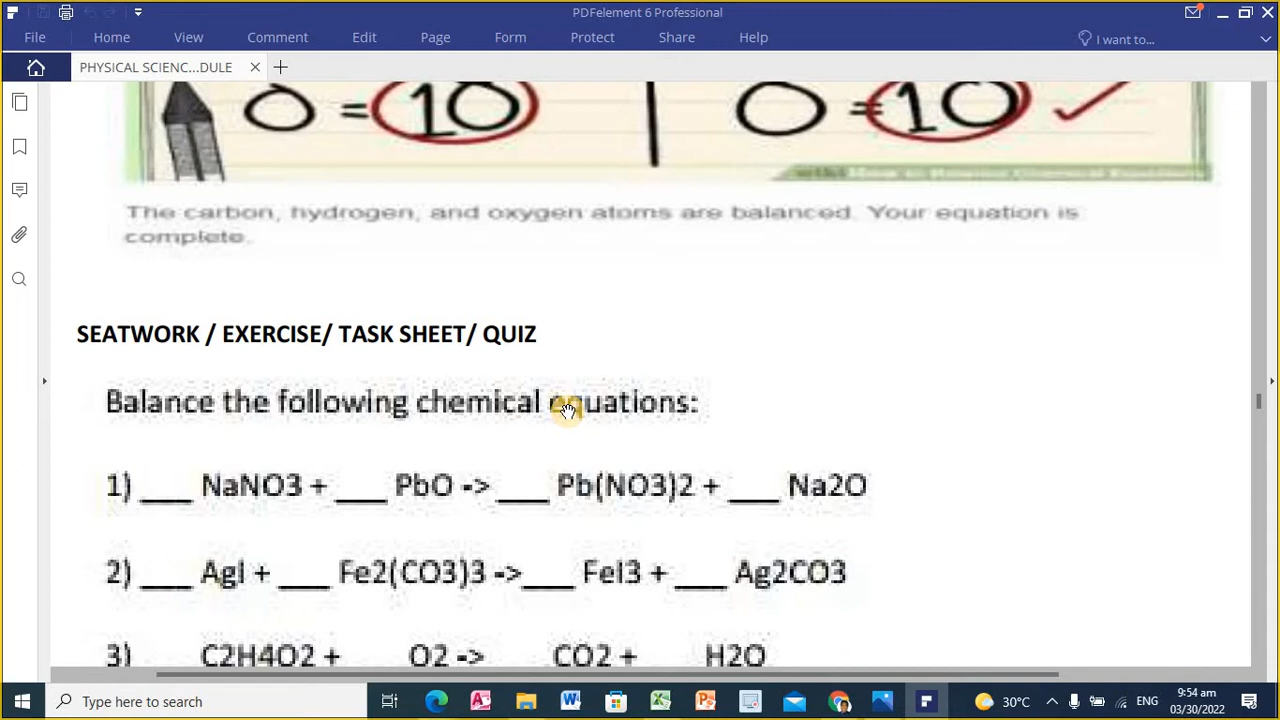 PDFelement 6 Professional
File Home View Comment Edit Page Form Protect Share Help I want to...
PHYSICAL SCIENC...DULE
O = 10 O = 10
The carbon, hydrogen, and oxygen atoms are balanced. Your equation is
complete.
SEATWORK / EXERCISE/ TASK SHEET/ QUIZ
Balance the following chemical equations:
1) ___ NaNO3 + ___ PbO -> ___ Pb(NO3)2 + ___ Na2O
2) ___ AgI + ___ Fe2(CO3)3 ->___ FeI3 + ___ Ag2CO3
3) C2H4O2 + O2 -> CO2 + H2O
Type here to search 30°C ENG 9:54 am
03/30/2022